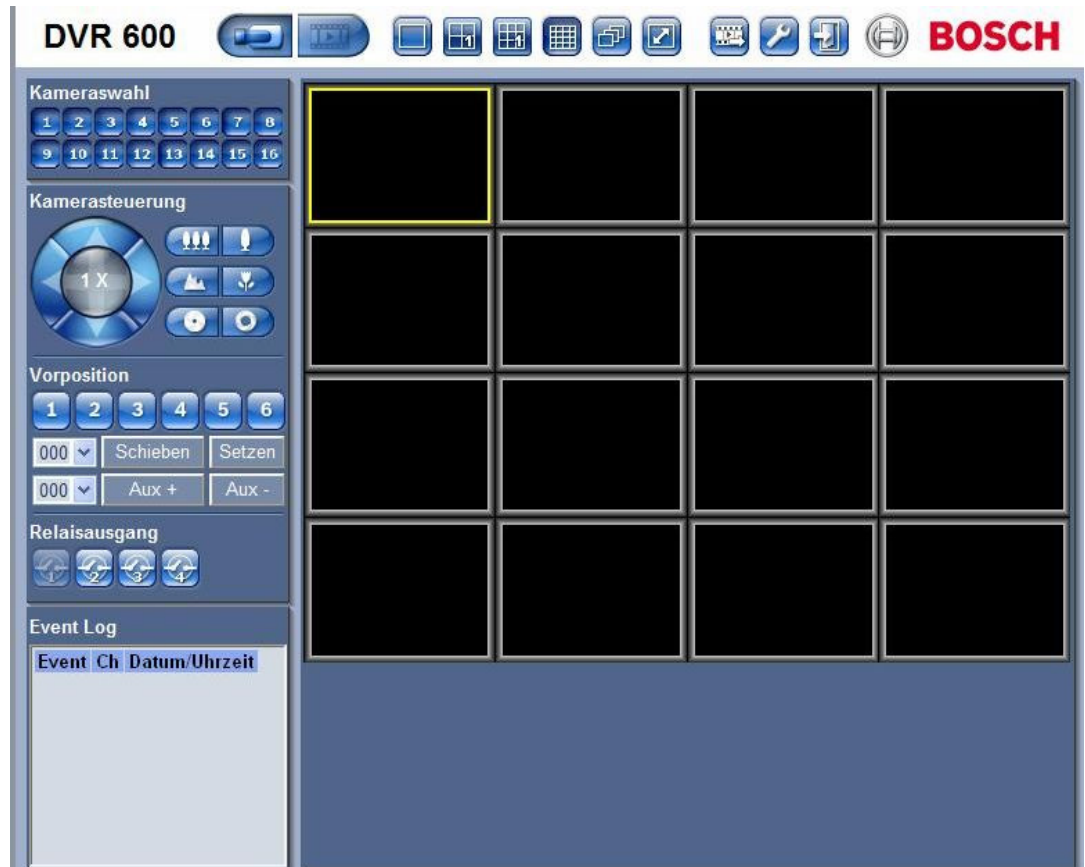 DVR 600
1
1
BOSCH
Kameraswahl
1 2 3 4 5 6 7 8
9 10 11 12 13 14 15 16
Kamerasteuerung
1 X
Vorposition
1 2 3 4 5 6
000 Schieben Setzen
000 Aux + Aux -
Relaisausgang
1 2 3 4
Event Log
Event Ch Datum/Uhrzeit